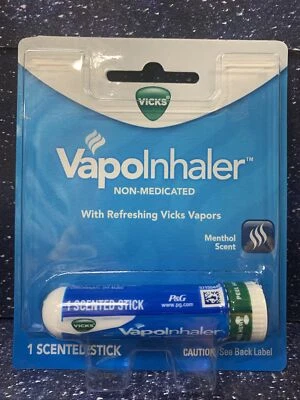 VICKS
VapoInhaler™
NON-MEDICATED
With Refreshing Vicks Vapors
Menthol
Scent
1 SCENTED STICK
P&G
www.pg.com
VICKS
VapoInhaler
1 SCENTED STICK
CAUTION: See Back Label